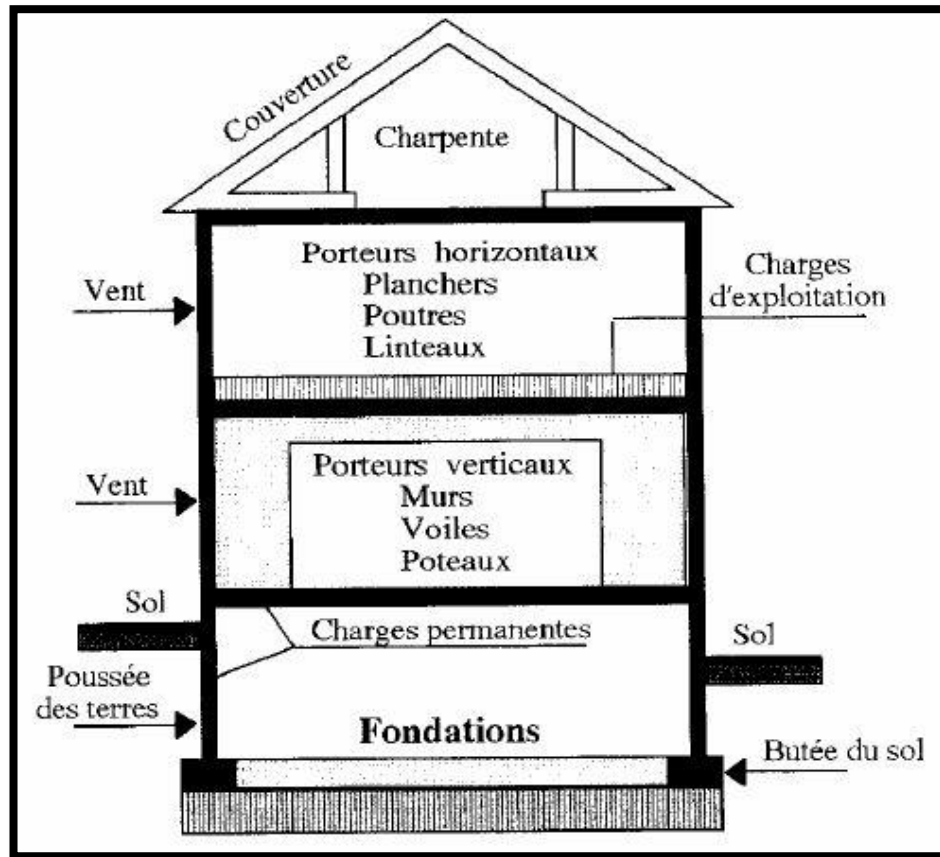 Couverture
Charpente
Porteurs horizontaux
Planchers
Poutres
Linteaux
Charges
d'exploitation
Vent
Porteurs verticaux
Murs
Voiles
Poteaux
Vent
Sol
Charges permanentes
Sol
Poussée
des terres
Fondations
Butée du sol